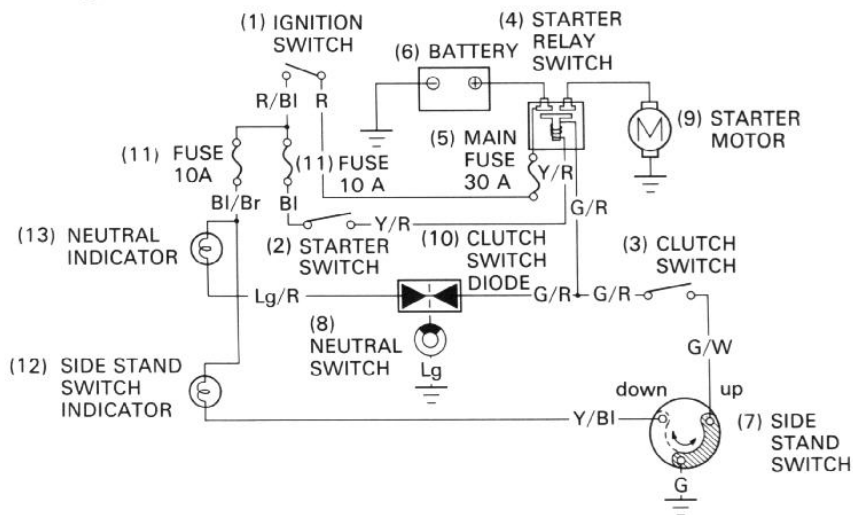 (1) IGNITION
SWITCH
(4) STARTER
RELAY
SWITCH
(6) BATTERY
R/Bl
R
(9) STARTER
MOTOR
(11) FUSE
10A
(11) FUSE
10 A
(5) MAIN
FUSE
30 A
Y/R
Bl/Br
Bl
G/R
Y/R
(13) NEUTRAL
INDICATOR
(2) STARTER
SWITCH
(10) CLUTCH
SWITCH
DIODE
(3) CLUTCH
SWITCH
Lg/R
G/R
G/R
(8)
NEUTRAL
SWITCH
Lg
G/W
(12) SIDE STAND
SWITCH
INDICATOR
down
up
Y/Bl
(7) SIDE
STAND
SWITCH
G
M